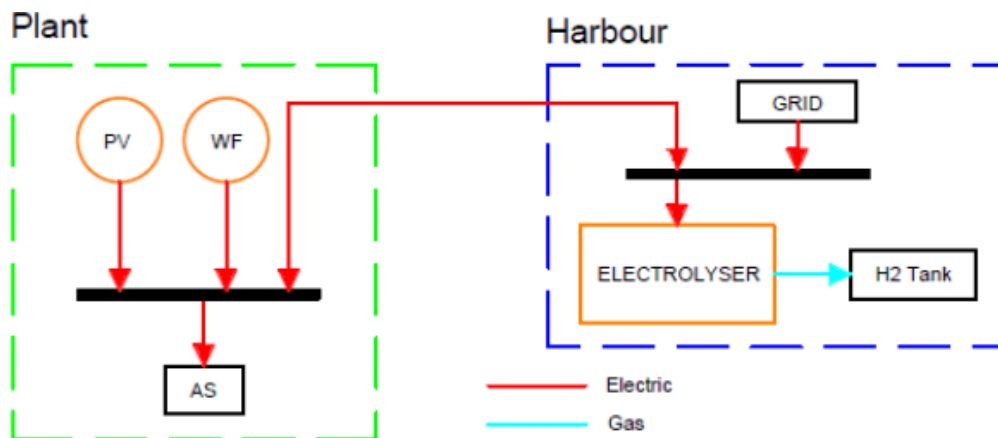 Plant
Harbour
PV
WF
GRID
ELECTROLYSER
H2 Tank
AS
Electric
Gas